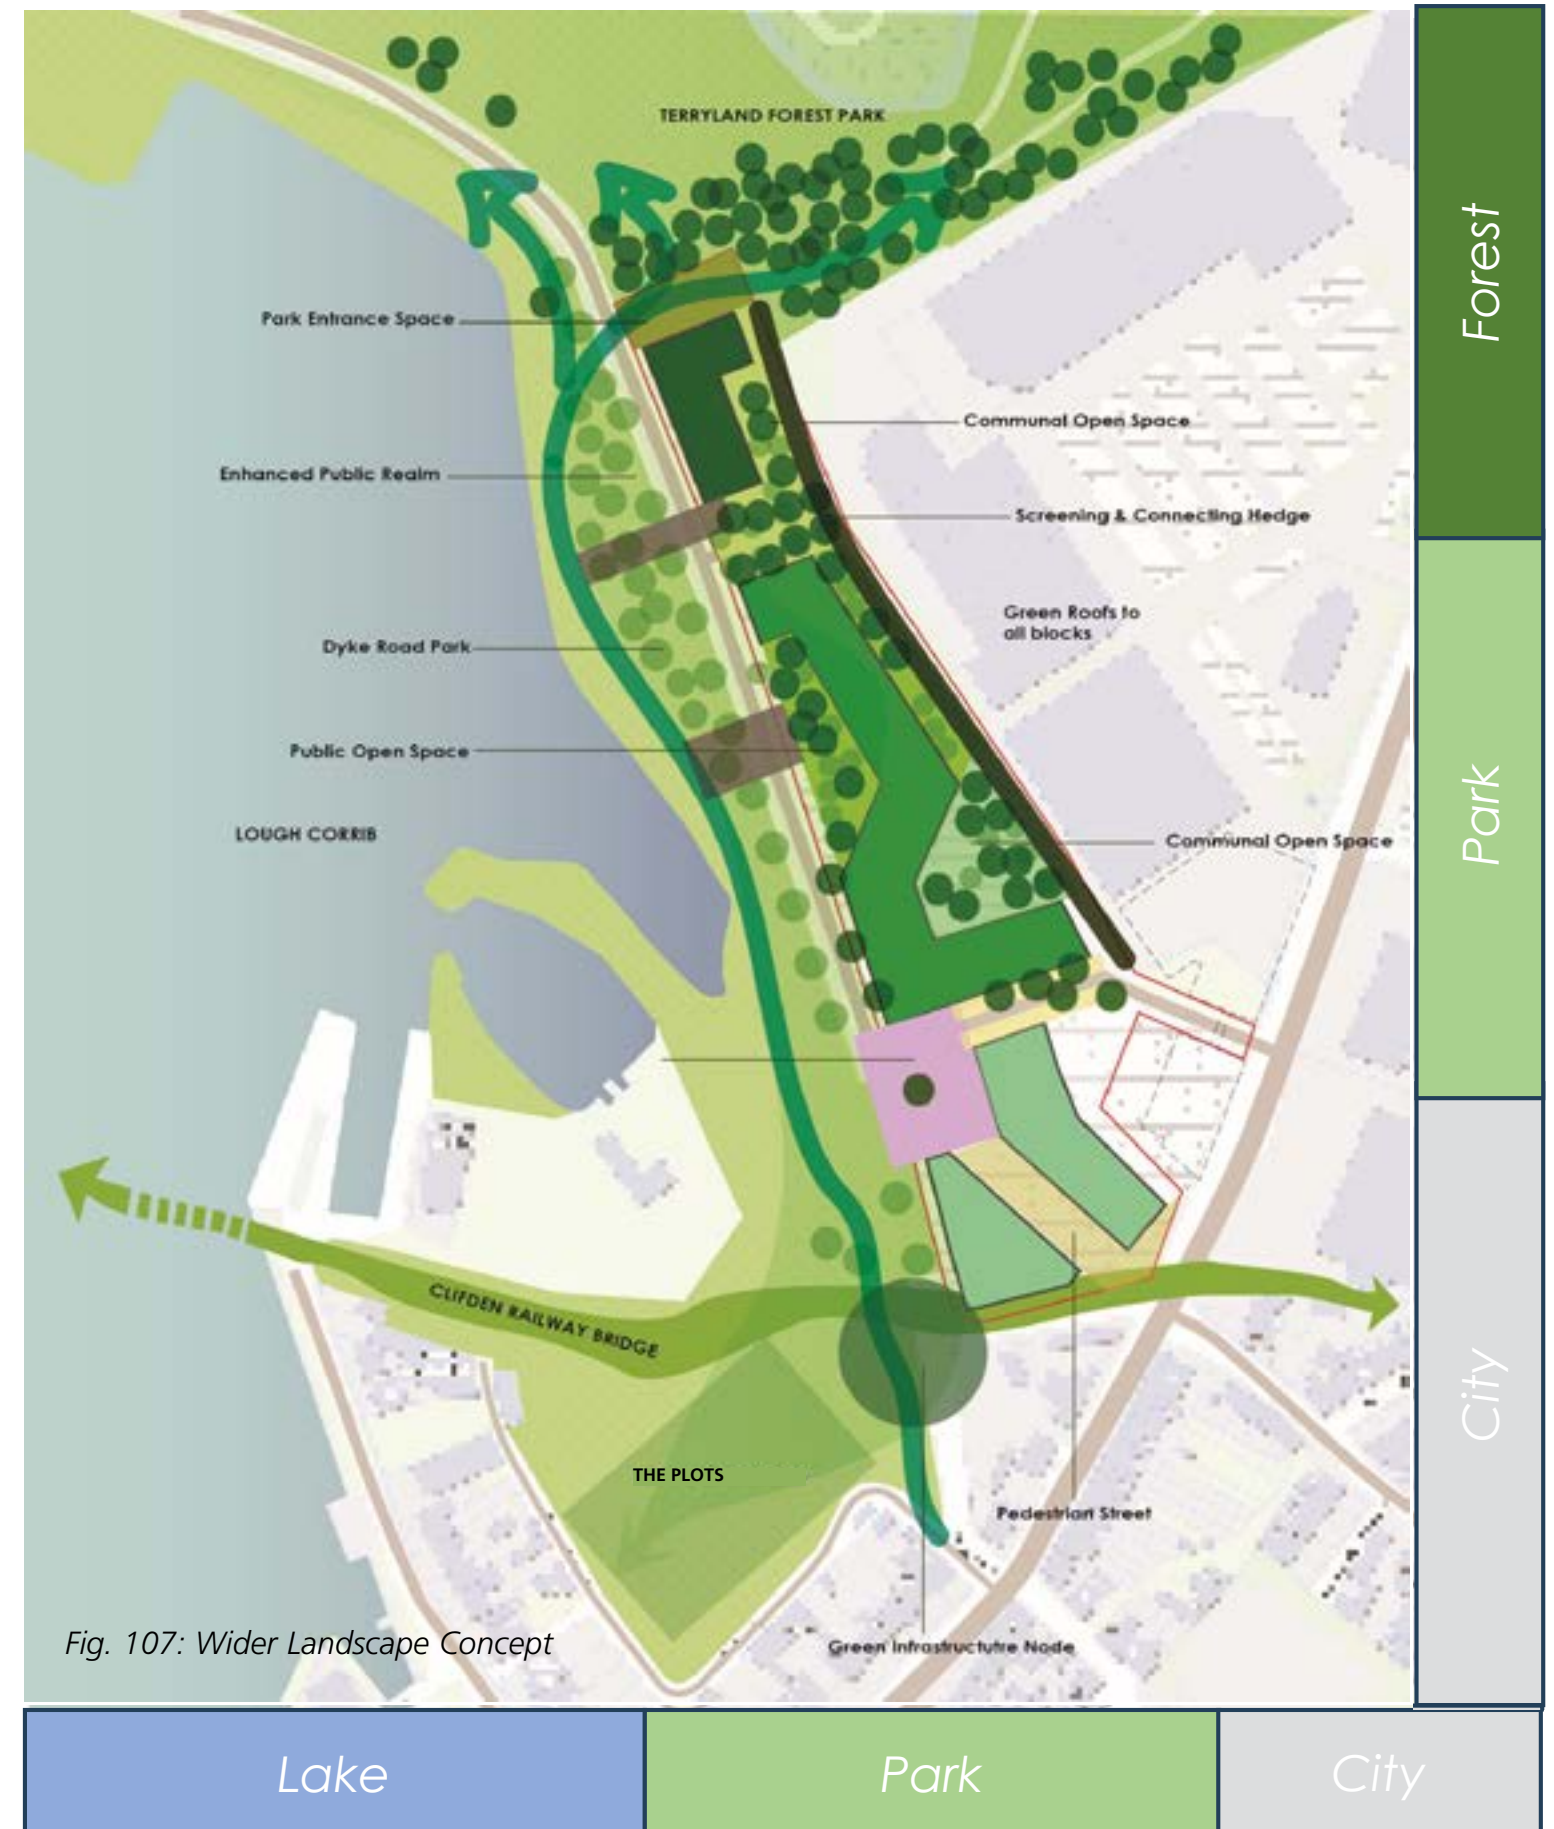 TERRYLAND FOREST PARK
Forest
Park Entrance Space
Communal Open Space
Enhanced Public Realm
Screening & Connecting Hedge
Green Roofs to
all blocks
Dyke Road Park
Public Open Space
Park
LOUGH CORRIB
Communal Open Space
CLIFDEN RAILWAY BRIDGE
City
THE PLOTS
Pedestrian Street
Fig. 107: Wider Landscape Concept
Green Infrastructutre Node
Lake
Park
City